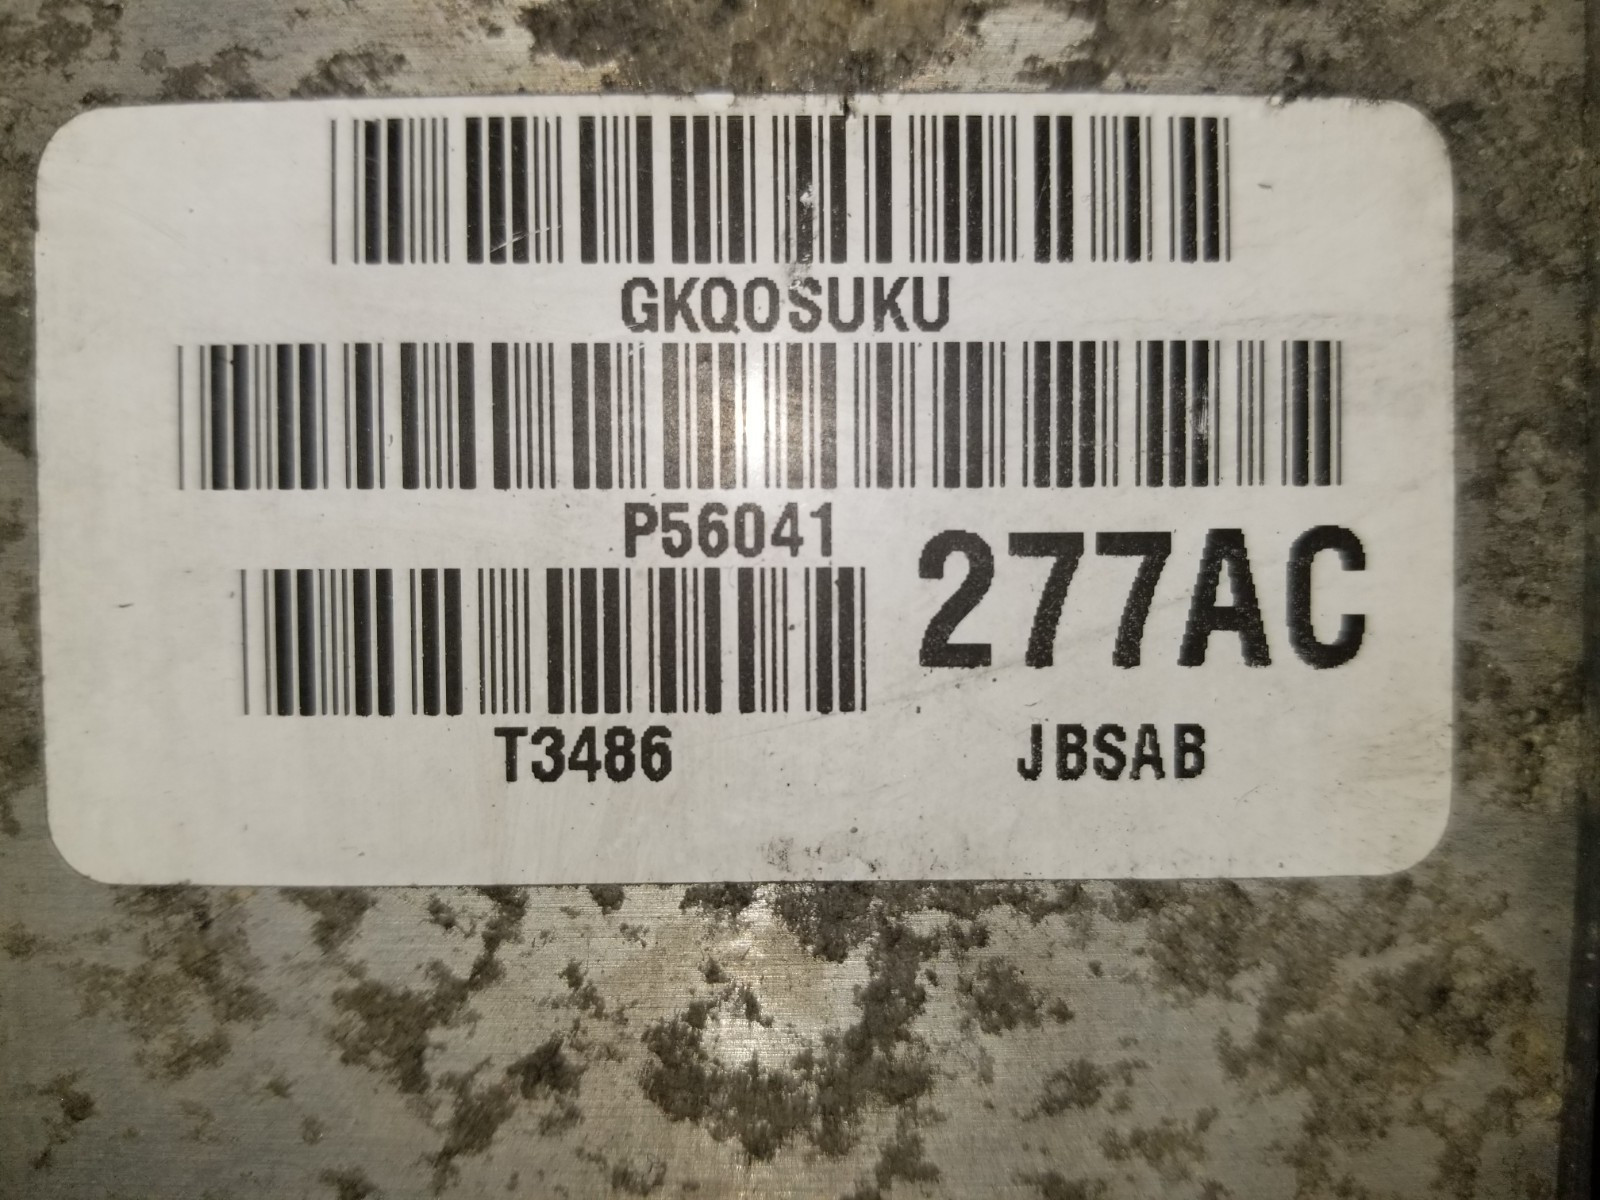 GKQOSUKU
P56041
277AC
T3486
JBSAB